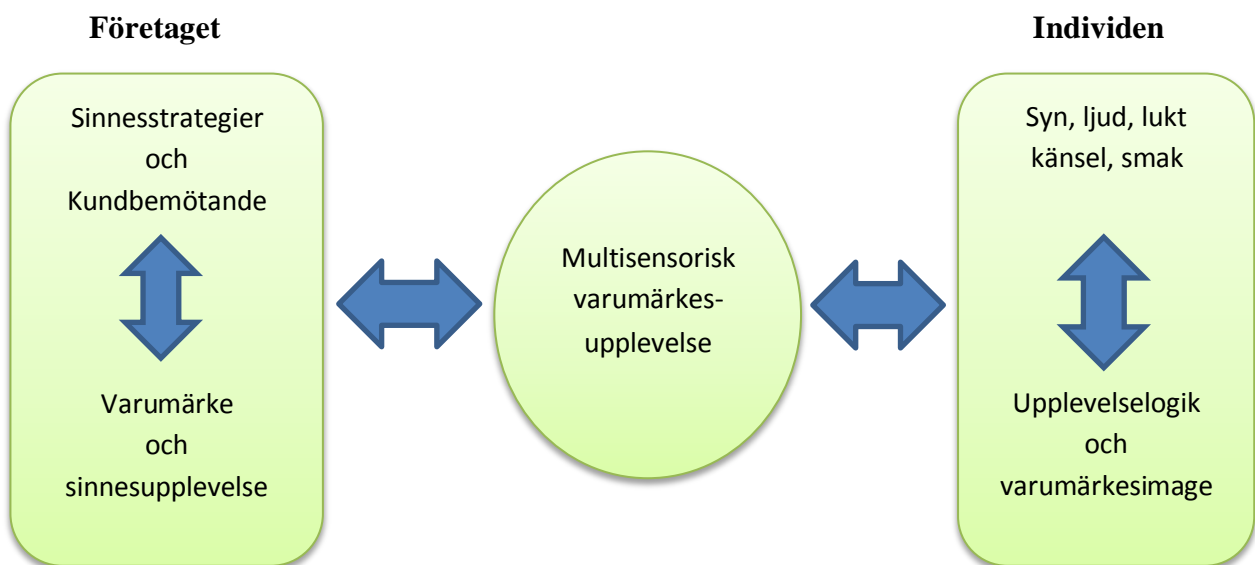 Företaget
Sinnesstrategier
och
Kundbemötande
Varumärke
och
sinnesupplevelse
Multisensorisk
varumärkes-
upplevelse
Individen
Syn, ljud, lukt
känsel, smak
Upplevelselogik
och
varumärkesimage